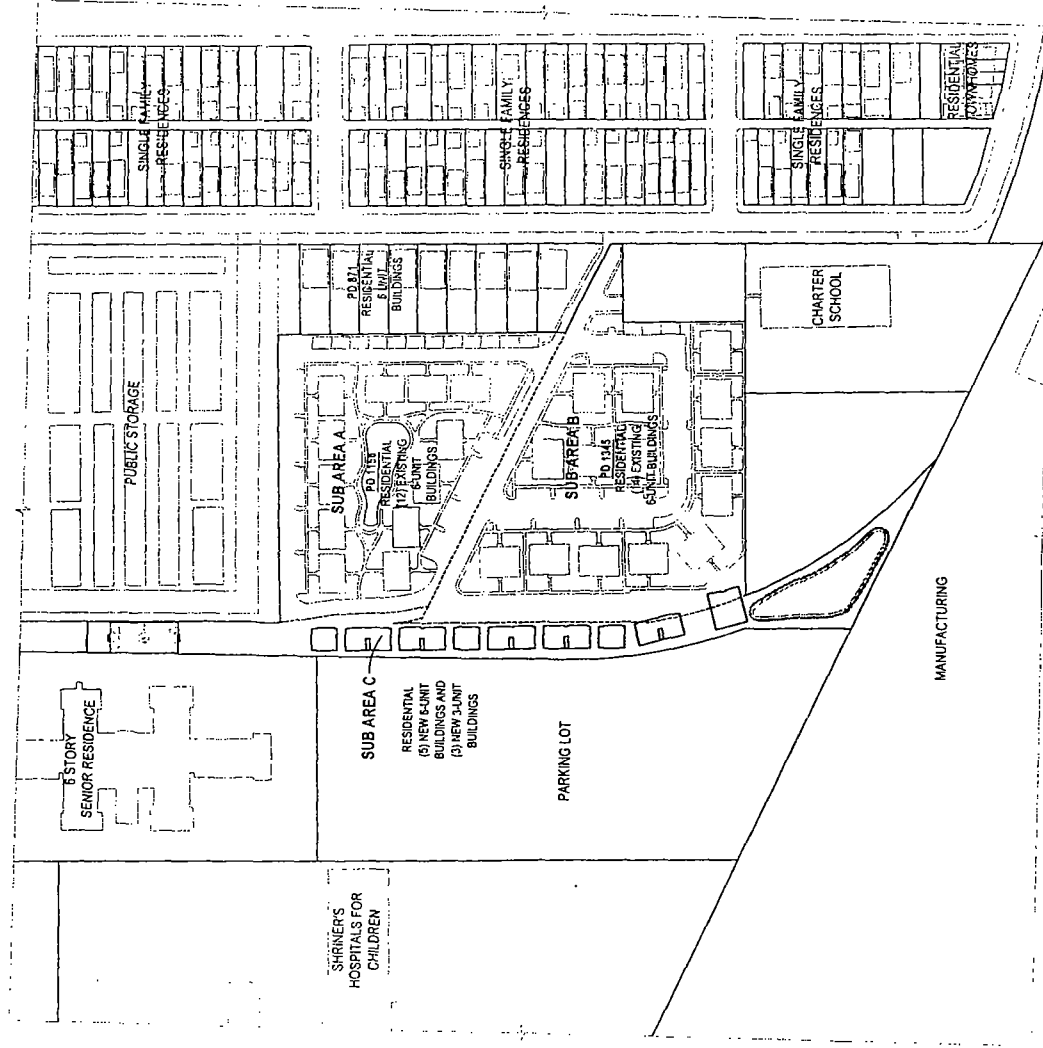 6 STORY
SENIOR RESIDENCE
SHRINER'S
HOSPITALS FOR
CHILDREN
SUB AREA C
RESIDENTIAL
(5) NEW 6-UNIT
BUILDINGS AND
(3) NEW 3-UNIT
BUILDINGS
PARKING LOT
MANUFACTURING
PUBLIC STORAGE
SUB AREA A
PD 1156
RESIDENTIAL
(12) EXISTING
6-UNIT
BUILDINGS
SUB AREA B
PD 1345
RESIDENTIAL
(14) EXISTING
6-UNIT BUILDINGS
PD 871
RESIDENTIAL
6 UNIT
BUILDINGS
CHARTER
SCHOOL
SINGLE FAMILY
RESIDENCES
SINGLE FAMILY
RESIDENCES
SINGLE FAMILY
RESIDENCES
RESIDENTIAL
TOWNHOMES